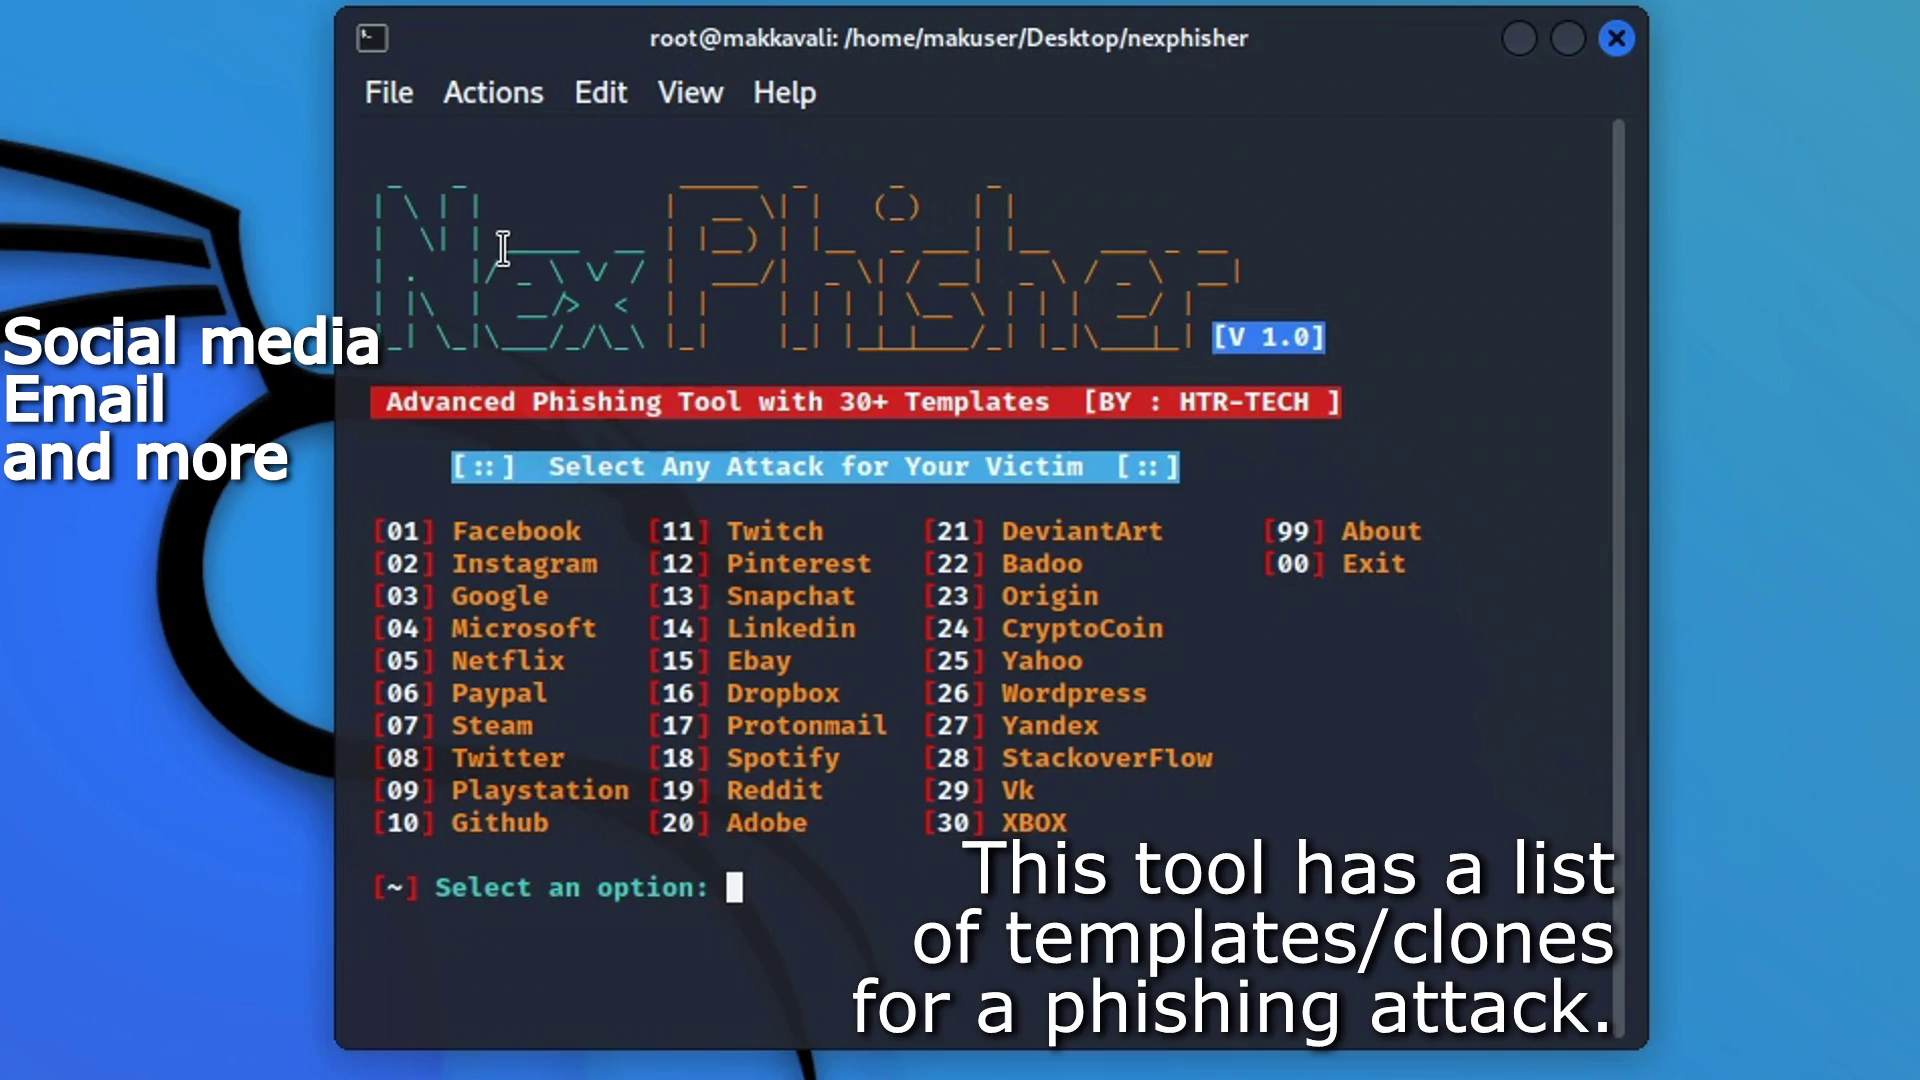 root@makkavali: /home/makuser/Desktop/nexphisher
File Actions Edit View Help
NexPhisher
[V 1.0]
Advanced Phishing Tool with 30+ Templates [BY : HTR-TECH ]
[::] Select Any Attack for Your Victim [::]
Social media
Email
and more
[01] Facebook [11] Twitch [21] DeviantArt [99] About
[02] Instagram [12] Pinterest [22] Badoo [00] Exit
[03] Google [13] Snapchat [23] Origin
[04] Microsoft [14] Linkedin [24] CryptoCoin
[05] Netflix [15] Ebay [25] Yahoo
[06] Paypal [16] Dropbox [26] Wordpress
[07] Steam [17] Protonmail [27] Yandex
[08] Twitter [18] Spotify [28] StackoverFlow
[09] Playstation [19] Reddit [29] Vk
[10] Github [20] Adobe [30] XBOX
[~] Select an option:
This tool has a list
of templates/clones
for a phishing attack.